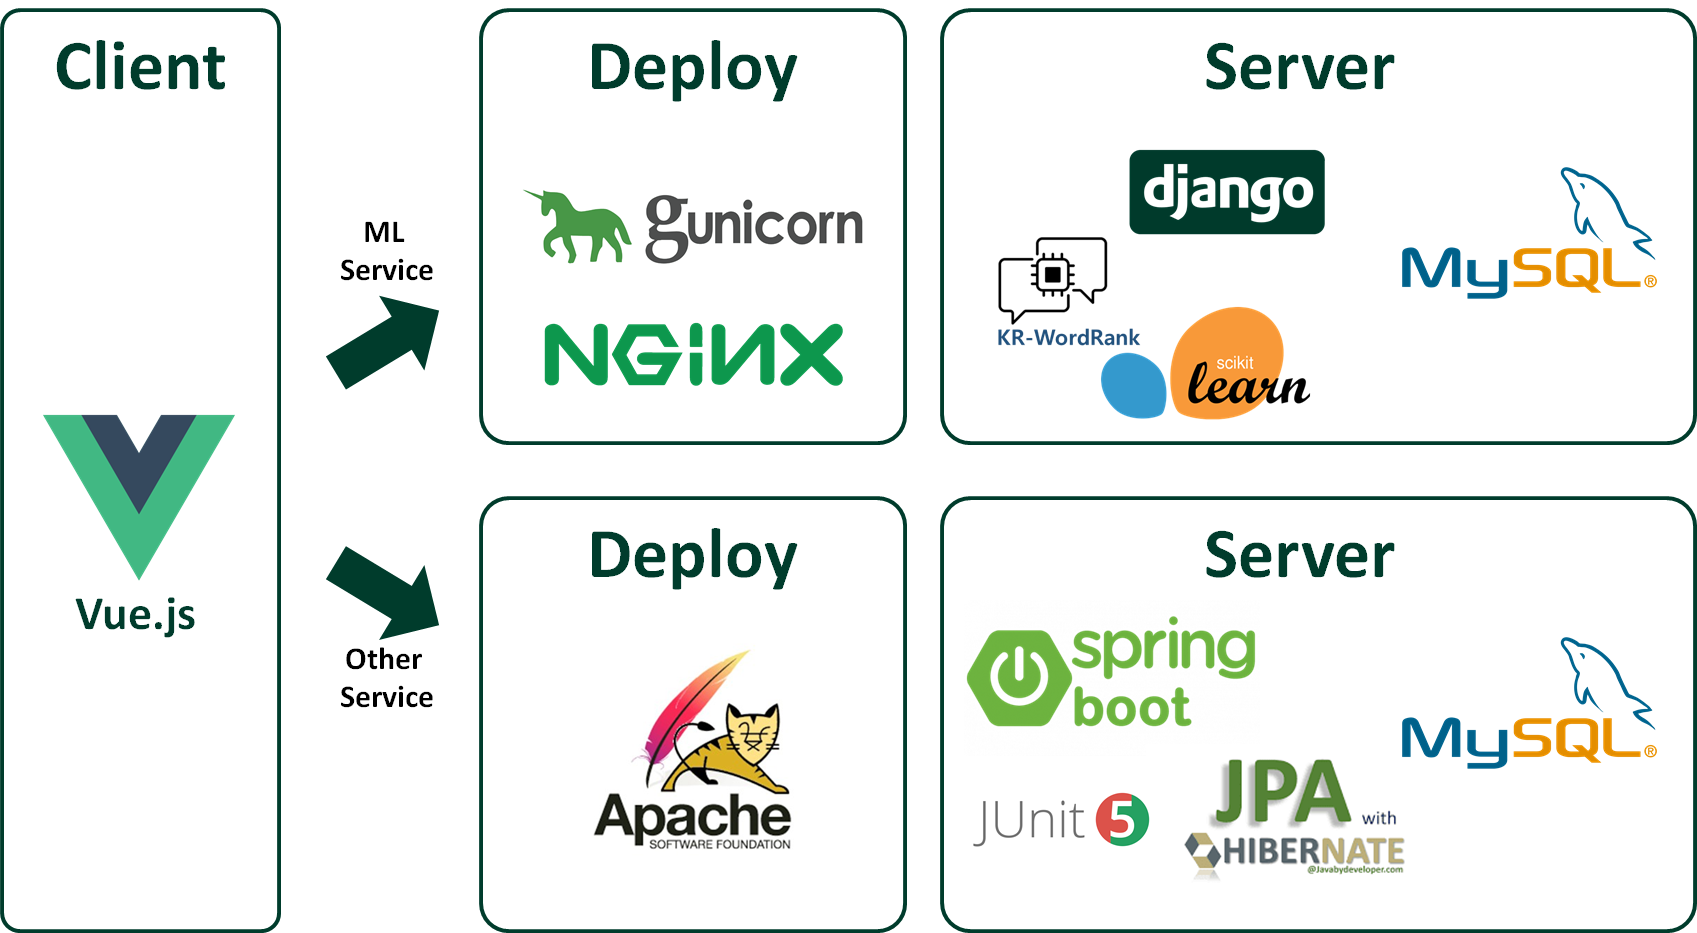 Client
Vue.js
ML
Service
Other
Service
Deploy
gunicorn
NGINX
Server
django
KR-WordRank
scikit
learn
MySQL®
Deploy
Apache
SOFTWARE FOUNDATION
Server
spring
boot
JUnit 5
JPA with
HIBERNATE
@Javabydeveloper.com
MySQL®